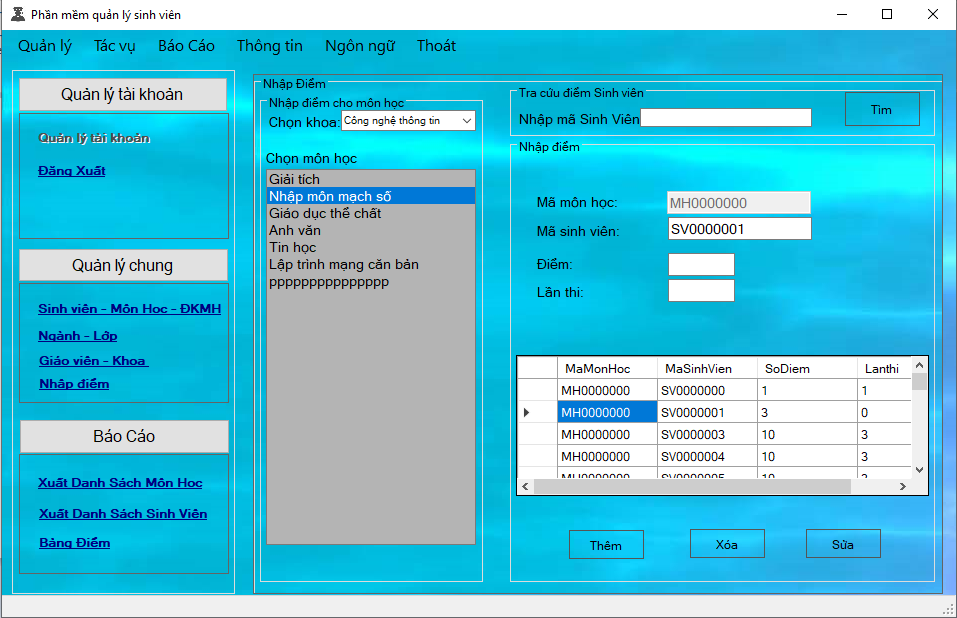 Phần mềm quản lý sinh viên
Quản lý Tác vụ Báo Cáo Thông tin Ngôn ngữ Thoát
Quản lý tài khoản
Quản lý tài khoản
Đăng Xuất
Quản lý chung
Sinh viên - Môn Học - ĐKMH
Ngành - Lớp
Giáo viên - Khoa
Nhập điểm
Báo Cáo
Xuất Danh Sách Môn Học
Xuất Danh Sách Sinh Viên
Bảng Điểm
Nhập Điểm
Nhập điểm cho môn học
Chọn khoa: Công nghệ thông tin
Chọn môn học
Giải tích
Nhập môn mạch số
Giáo dục thể chất
Anh văn
Tin học
Lập trình mạng căn bản
ppppppppppppppp
Tra cứu điểm Sinh viên
Nhập mã Sinh Viên
Tìm
Nhập điểm
Mã môn học: MH0000000
Mã sinh viên: SV0000001
Điểm:
Lần thi:
MaMonHoc MaSinhVien SoDiem Lanthi
MH0000000 SV0000000 1 1
MH0000000 SV0000001 3 0
MH0000000 SV0000003 10 3
MH0000000 SV0000004 10 3
MH0000000 SV0000005 10
Thêm Xóa Sửa